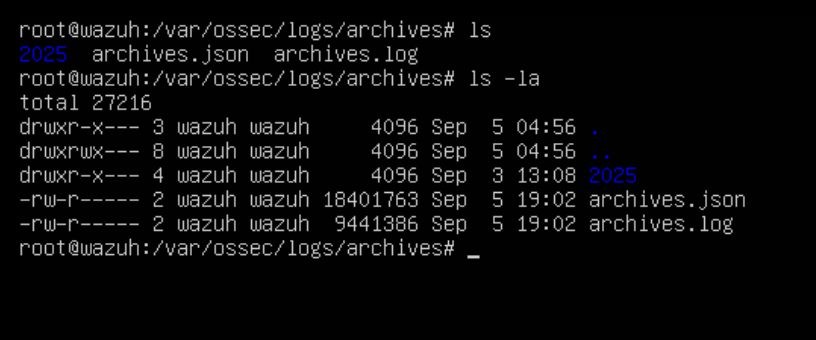 root@wazuh:/var/ossec/logs/archives# ls
2025  archives.json  archives.log
root@wazuh:/var/ossec/logs/archives# ls -la
total 27216
drwxr-x--- 3 wazuh wazuh     4096 Sep  5 04:56 .
drwxrwx--- 8 wazuh wazuh     4096 Sep  5 04:56 ..
drwxr-x--- 4 wazuh wazuh     4096 Sep  3 13:08 2025
-rw-r----- 2 wazuh wazuh 18401763 Sep  5 19:02 archives.json
-rw-r----- 2 wazuh wazuh  9441386 Sep  5 19:02 archives.log
root@wazuh:/var/ossec/logs/archives# _